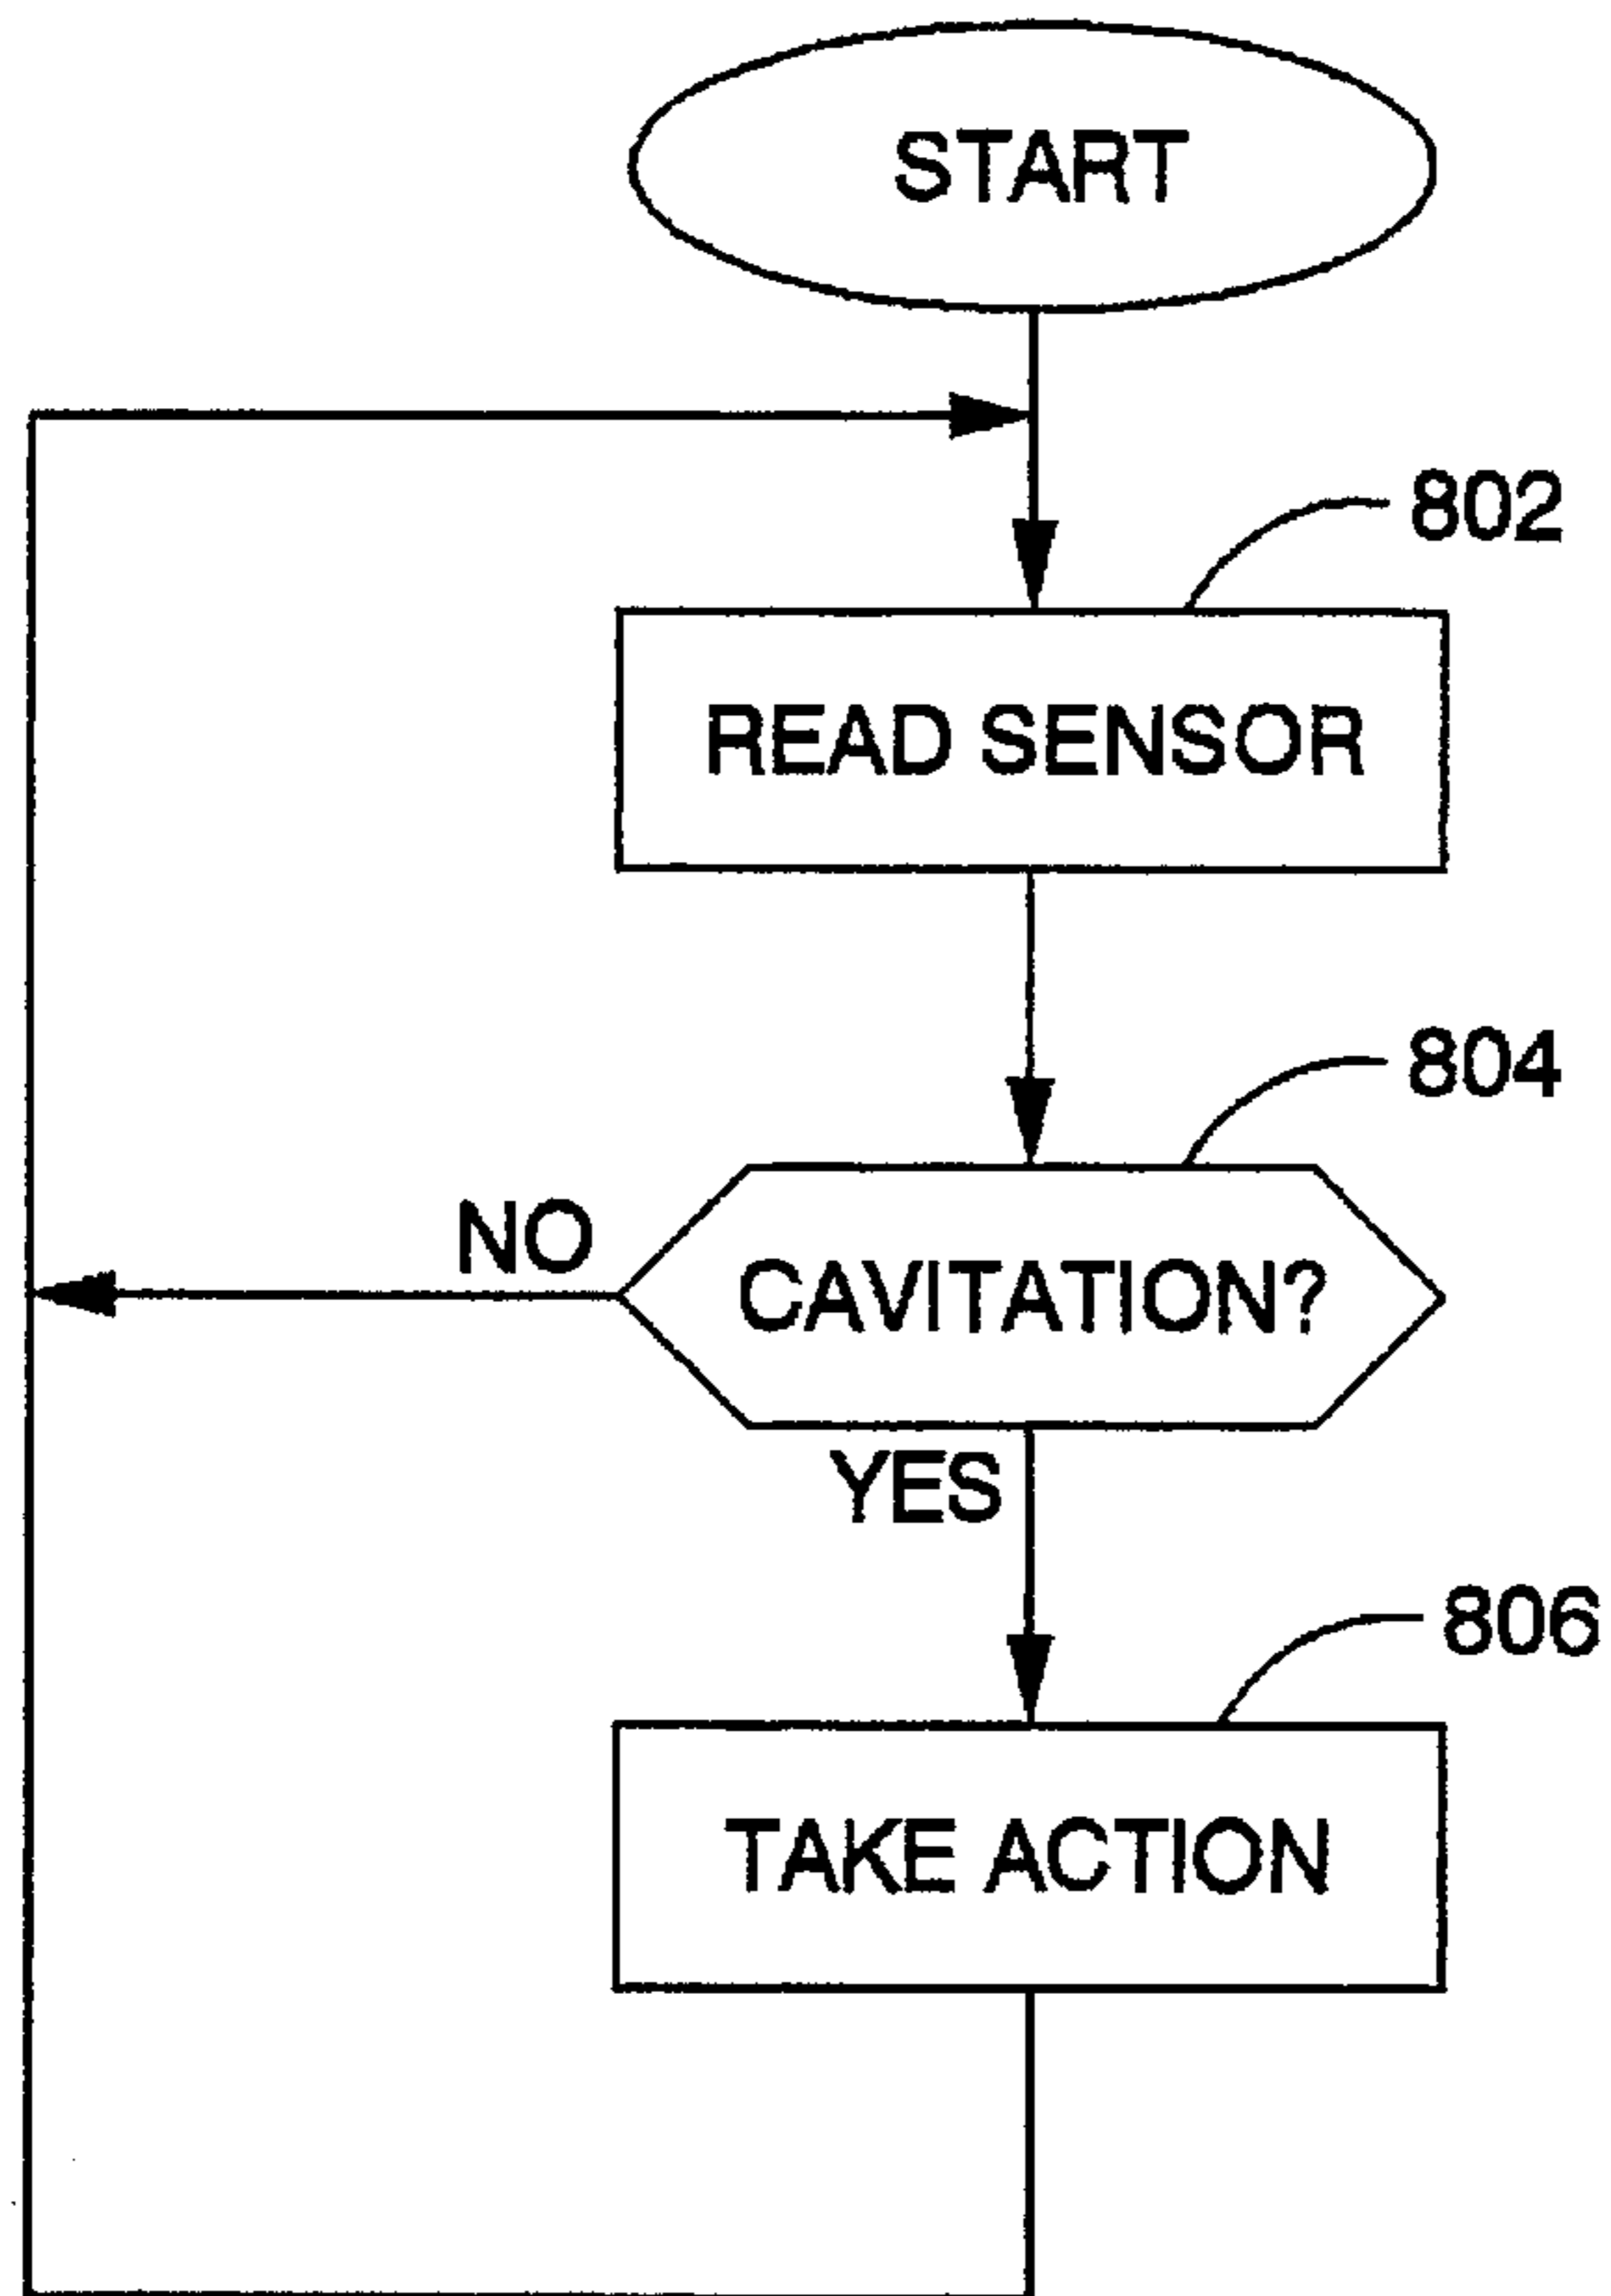 START
802
READ SENSOR
804
NO
CAVITATION?
YES
806
TAKE ACTION